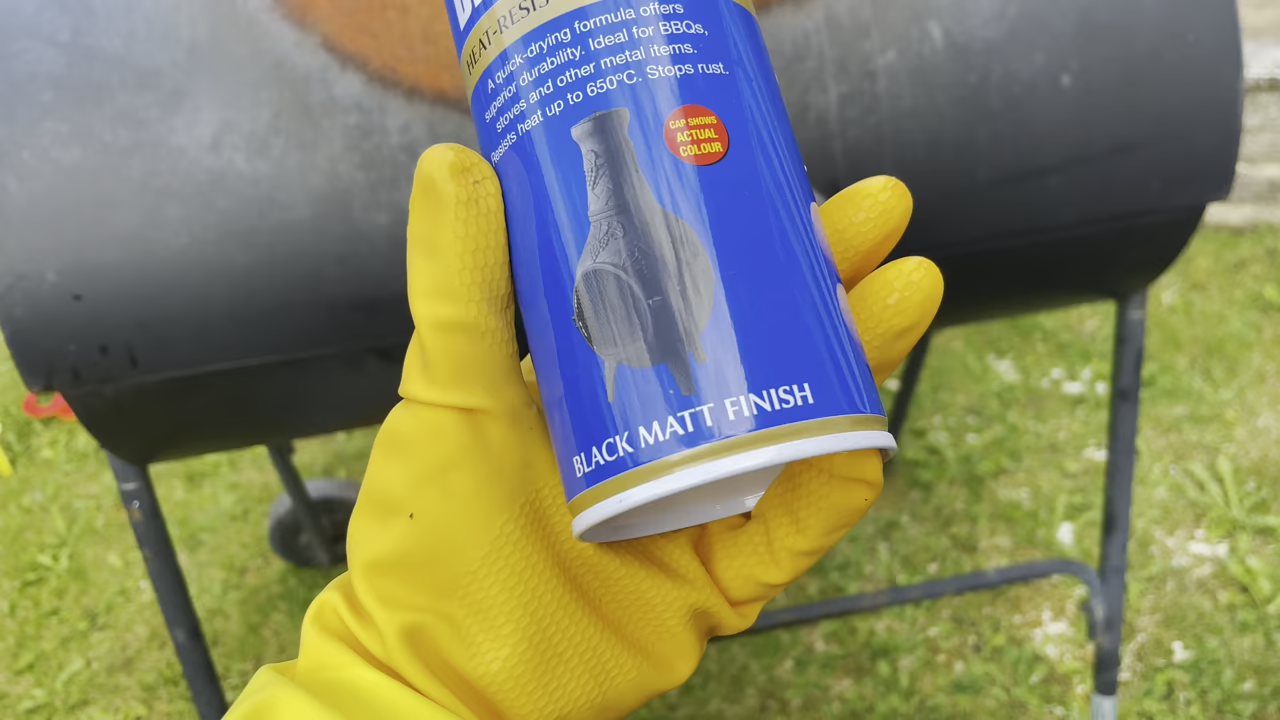 HEAT-RESIS
A quick-drying formula offers
superior durability. Ideal for BBQs,
stoves and other metal items.
Resists heat up to 650ºC. Stops rust.
CAP SHOWS
ACTUAL
COLOUR
BLACK MATT FINISH